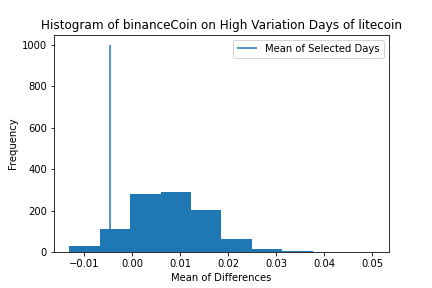 Histogram of binanceCoin on High Variation Days of litecoin
Mean of Selected Days
Frequency
1000
800
600
400
200
0
−0.01 0.00 0.01 0.02 0.03 0.04 0.05
Mean of Differences